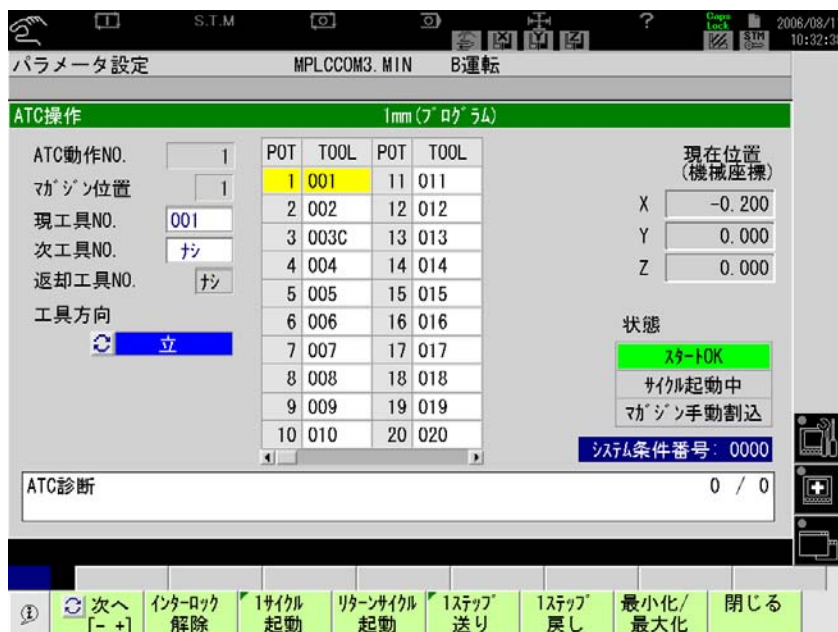 S.T.M
?
Caps Lock
2006/08/1
STM
10:32:3
X Y Z
パラメータ設定 MPLCCOM3.MIN B運転
ATC操作 1mm(プログラム)
ATC動作NO. 1
マガジン位置 1
現工具NO. 001
次工具NO. ナシ
返却工具NO. ナシ
工具方向
立
POT TOOL POT TOOL
1 001 11 011
2 002 12 012
3 003C 13 013
4 004 14 014
5 005 15 015
6 006 16 016
7 007 17 017
8 008 18 018
9 009 19 019
10 010 20 020
現在位置
(機械座標)
X -0.200
Y 0.000
Z 0.000
状態
スタートOK
サイクル起動中
マガジン手動割込
システム条件番号: 0000
ATC診断 0 / 0
次へ
[- +]
インターロック
解除
1サイクル
起動
リターンサイクル
起動
1ステップ
送り
1ステップ
戻し
最小化/
最大化
閉じる